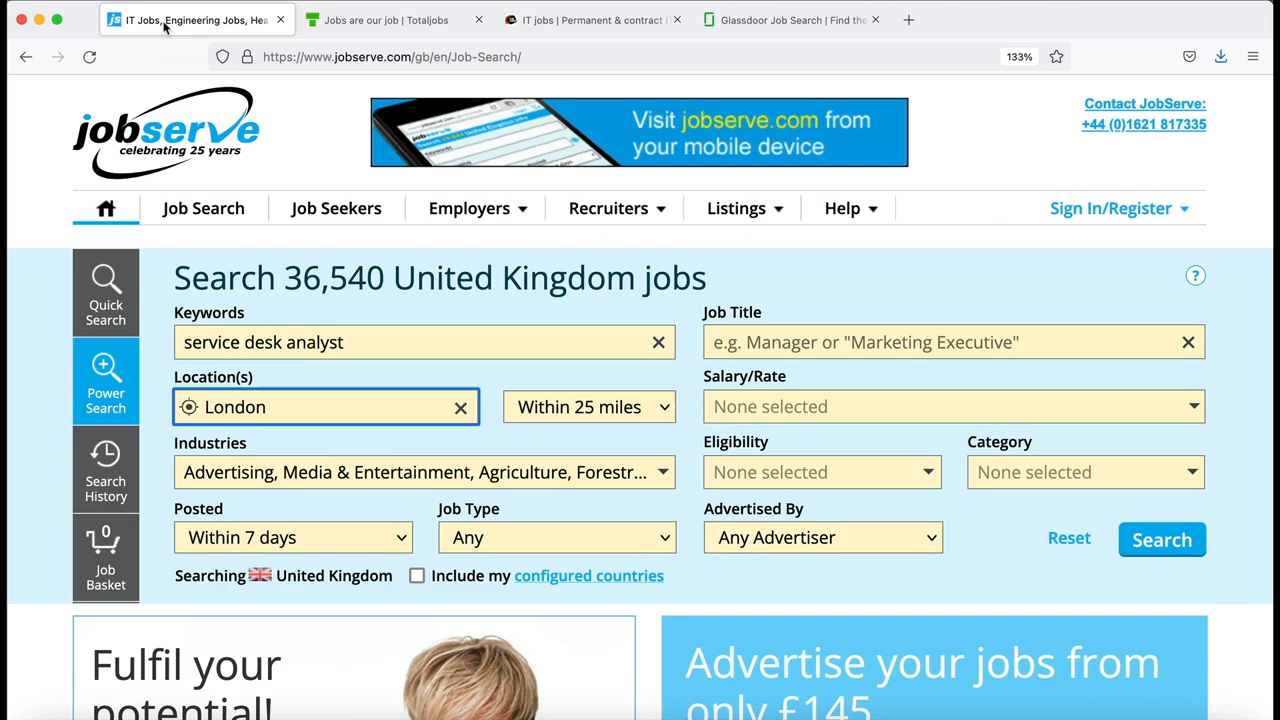 IT Jobs, Engineering Jobs, Hea
Jobs are our job | Totaljobs
IT jobs | Permanent & contract I
Glassdoor Job Search | Find the
https://www.jobserve.com/gb/en/Job-Search/
133%
jobserve
celebrating 25 years
Visit jobserve.com from
your mobile device
Contact JobServe:
+44 (0)1621 817335
Job Search
Job Seekers
Employers
Recruiters
Listings
Help
Sign In/Register
Quick
Search
Power
Search
Search
History
0
Job
Basket
Search 36,540 United Kingdom jobs
?
Keywords
service desk analyst
Job Title
e.g. Manager or "Marketing Executive"
Location(s)
London
Within 25 miles
Salary/Rate
None selected
Industries
Advertising, Media & Entertainment, Agriculture, Forestr...
Eligibility
None selected
Category
None selected
Posted
Within 7 days
Job Type
Any
Advertised By
Any Advertiser
Reset
Search
Searching United Kingdom
Include my configured countries
Fulfil your
potential!
Advertise your jobs from
only £145